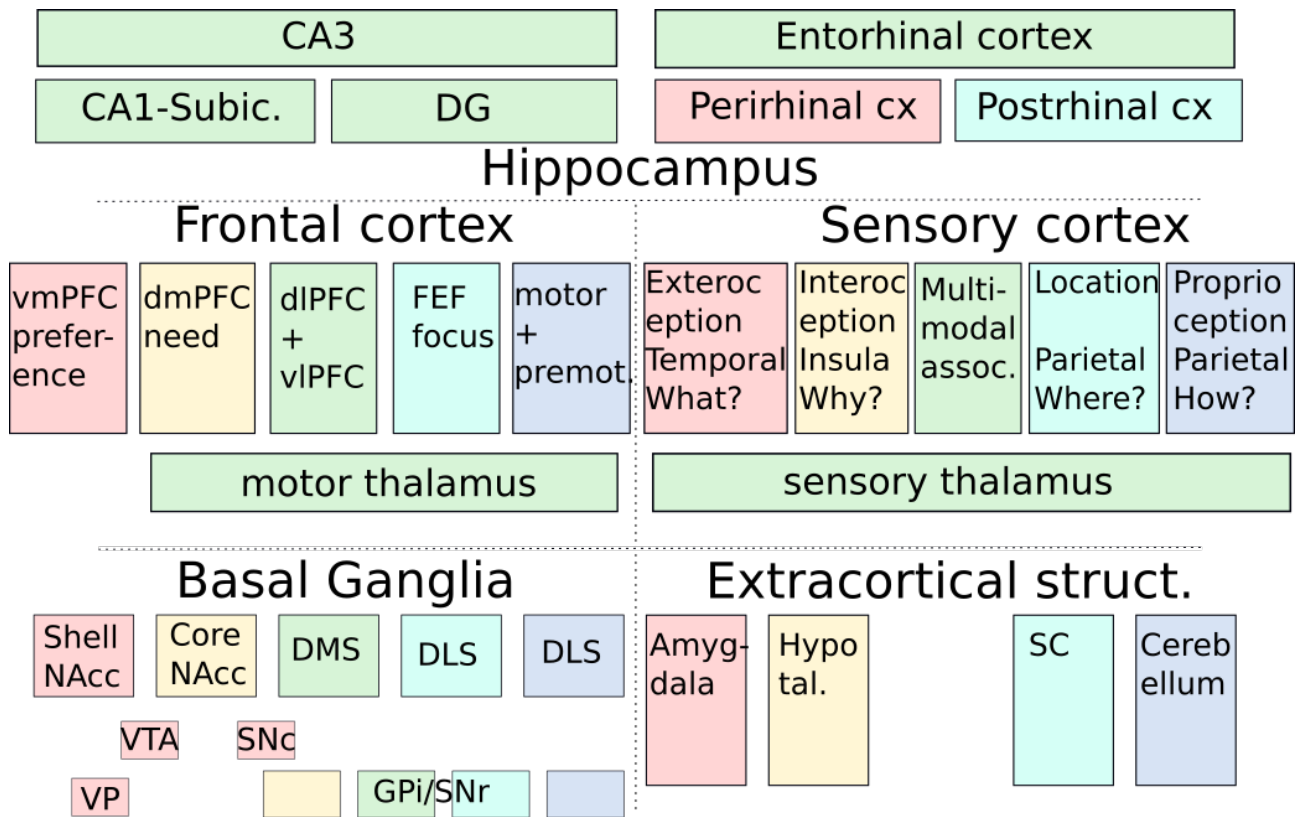 CA3
Entorhinal cortex
CA1-Subic.
DG
Perirhinal cx
Postrhinal cx
Hippocampus
Frontal cortex
Sensory cortex
vmPFC
prefer-
ence
dmPFC
need
dlPFC
+
vlPFC
FEF
focus
motor
+
premot.
Exteroc
eption
Temporal
What?
Interoc
eption
Insula
Why?
Multi-
modal
assoc.
Location
Parietal
Where?
Proprio
ception
Parietal
How?
motor thalamus
sensory thalamus
Basal Ganglia
Extracortical struct.
Shell
NAcc
Core
NAcc
DMS
DLS
DLS
Amyg-
dala
Hypo
tal.
SC
Cereb
ellum
VTA
SNc
VP
GPi/SNr